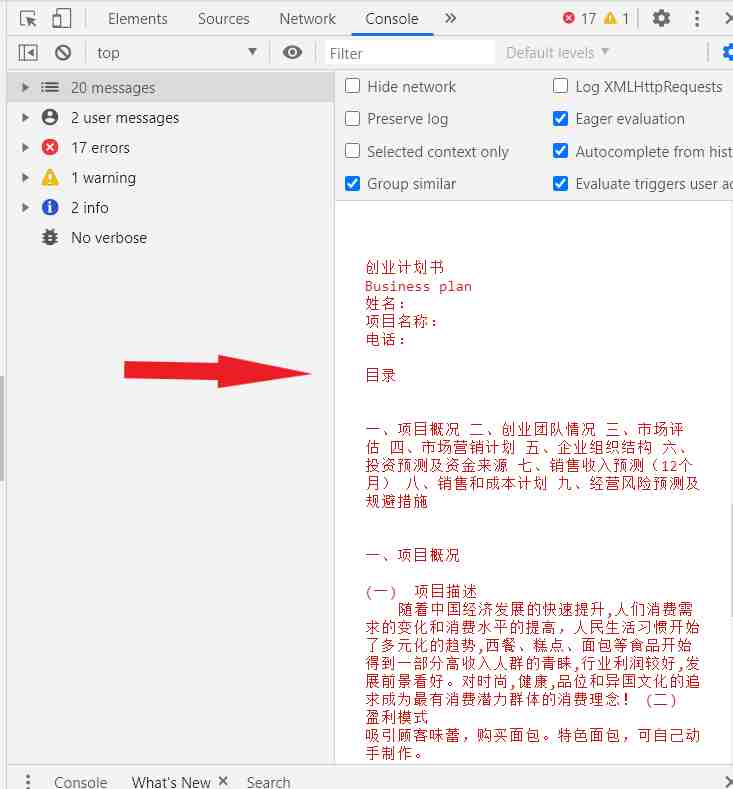 Elements Sources Network Console
17 1
top Filter Default levels
20 messages
2 user messages
17 errors
1 warning
2 info
No verbose
Hide network Log XMLHttpRequests
Preserve log Eager evaluation
Selected context only Autocomplete from hist
Group similar Evaluate triggers user ac
创业计划书
Business plan
姓名：
项目名称：
电话：
目录
一、项目概况 二、创业团队情况 三、市场评
估 四、市场营销计划 五、企业组织结构 六、
投资预测及资金来源 七、销售收入预测（12个
月） 八、销售和成本计划 九、经营风险预测及
规避措施
一、项目概况
(一) 项目描述
随着中国经济发展的快速提升,人们消费需
求的变化和消费水平的提高，人民生活习惯开始
了多元化的趋势,西餐、糕点、面包等食品开始
得到一部分高收入人群的青睐,行业利润较好,发
展前景看好。对时尚,健康,品位和异国文化的追
求成为最有消费潜力群体的消费理念！（二）
盈利模式
吸引顾客味蕾，购买面包。特色面包，可自己动
手制作。
Console What's New Search